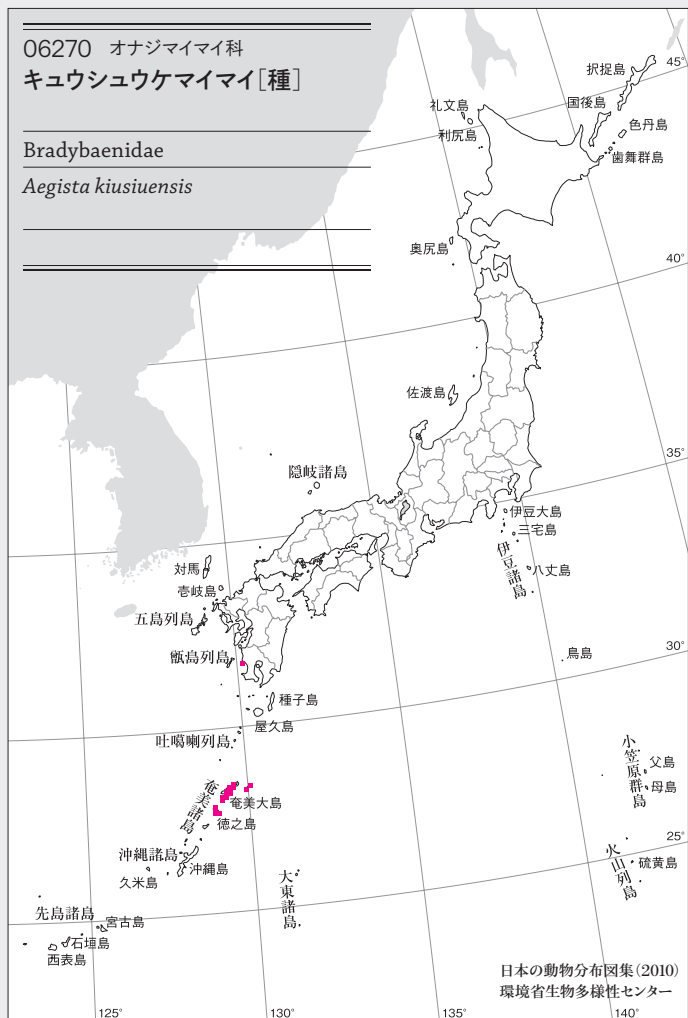 06270 オナジマイマイ科
キュウシュウケマイマイ[種]
Bradybaenidae
Aegista kiusiuensis
択捉島
45°
礼文島
国後島
利尻島
色丹島
歯舞群島
奥尻島
40°
佐渡島
35°
隠岐諸島
伊豆大島
三宅島
伊豆諸島
八丈島
対馬
壱岐島
五島列島
甑島列島
鳥島
30°
種子島
屋久島
吐噶喇列島
小笠原群島
父島
母島
奄美諸島
奄美大島
徳之島
25°
沖縄諸島
沖縄島
久米島
火山列島
硫黄島
大東諸島
先島諸島
宮古島
石垣島
西表島
日本の動物分布図集(2010)
環境省生物多様性センター
125°
130°
135°
140°